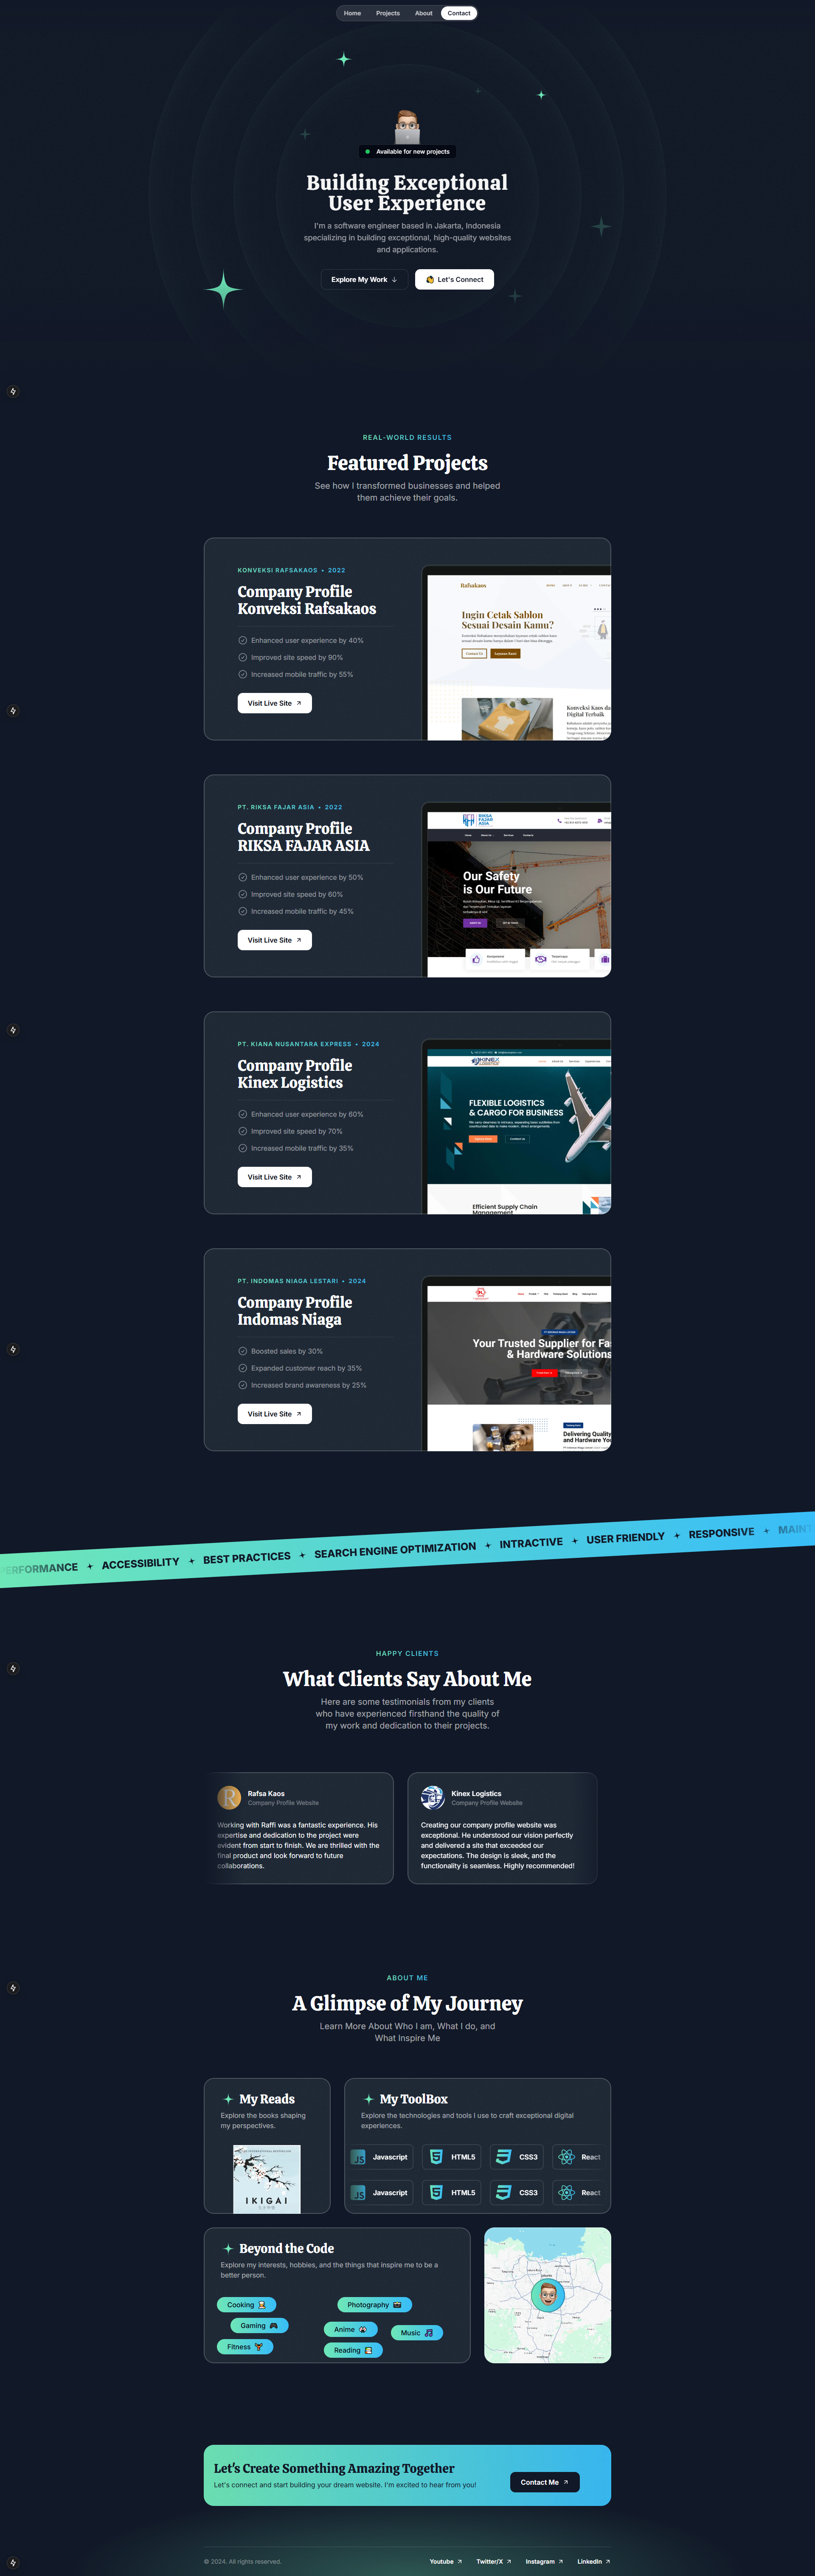 Home Projects About Contact
Available for new projects
Building Exceptional
User Experience
I'm a software engineer based in Jakarta, Indonesia
specializing in building exceptional, high-quality websites
and applications.
Explore My Work
Let's Connect
REAL-WORLD RESULTS
Featured Projects
See how I transformed businesses and helped
them achieve their goals.
KONVEKSI RAFSAKAOS • 2022
Company Profile
Konveksi Rafsakaos
Enhanced user experience by 40%
Improved site speed by 90%
Increased mobile traffic by 55%
Visit Live Site
Rafsakaos
Ingin Cetak Sablon
Sesuai Desain Kamu?
Contact Us
Digital Terbaik
PT. RIKSA FAJAR ASIA • 2022
Company Profile
RIKSA FAJAR ASIA
Enhanced user experience by 50%
Improved site speed by 60%
Increased mobile traffic by 45%
Visit Live Site
RIKSA
FAJAR
ASIA
Our Safety
is Our Future
PT. KIANA NUSANTARA EXPRESS • 2024
Company Profile
Kinex Logistics
Enhanced user experience by 60%
Improved site speed by 70%
Increased mobile traffic by 35%
Visit Live Site
KINEX
FLEXIBLE LOGISTICS
& CARGO FOR BUSINESS
Efficient Supply Chain
Management
PT. INDOMAS NIAGA LESTARI • 2024
Company Profile
Indomas Niaga
Boosted sales by 30%
Expanded customer reach by 35%
Increased brand awareness by 25%
Visit Live Site
Your Trusted Supplier for Fa
& Hardware Solutions
Delivering Quality
and Hardware Yo
ERFORMANCE ACCESSIBILITY BEST PRACTICES SEARCH ENGINE OPTIMIZATION INTRACTIVE USER FRIENDLY RESPONSIVE MAINT
HAPPY CLIENTS
What Clients Say About Me
Here are some testimonials from my clients
who have experienced firsthand the quality of
my work and dedication to their projects.
Rafsa Kaos
Company Profile Website
Working with Raffi was a fantastic experience. His
expertise and dedication to the project were
evident from start to finish. We are thrilled with the
final product and look forward to future
collaborations.
Kinex Logistics
Company Profile Website
Creating our company profile website was
exceptional. He understood our vision perfectly
and delivered a site that exceeded our
expectations. The design is sleek, and the
functionality is seamless. Highly recommended!
ABOUT ME
A Glimpse of My Journey
Learn More About Who I am, What I do, and
What Inspire Me
My Reads
Explore the books shaping
my perspectives.
IKIGAI
My ToolBox
Explore the technologies and tools I use to craft exceptional digital
experiences.
Javascript HTML5 CSS3 React
Javascript HTML5 CSS3 React
Beyond the Code
Explore my interests, hobbies, and the things that inspire me to be a
better person.
Cooking
Photography
Gaming
Anime
Music
Fitness
Reading
Let's Create Something Amazing Together
Let's connect and start building your dream website. I'm excited to hear from you!
Contact Me
© 2024. All rights reserved.
Youtube Twitter/X Instagram LinkedIn